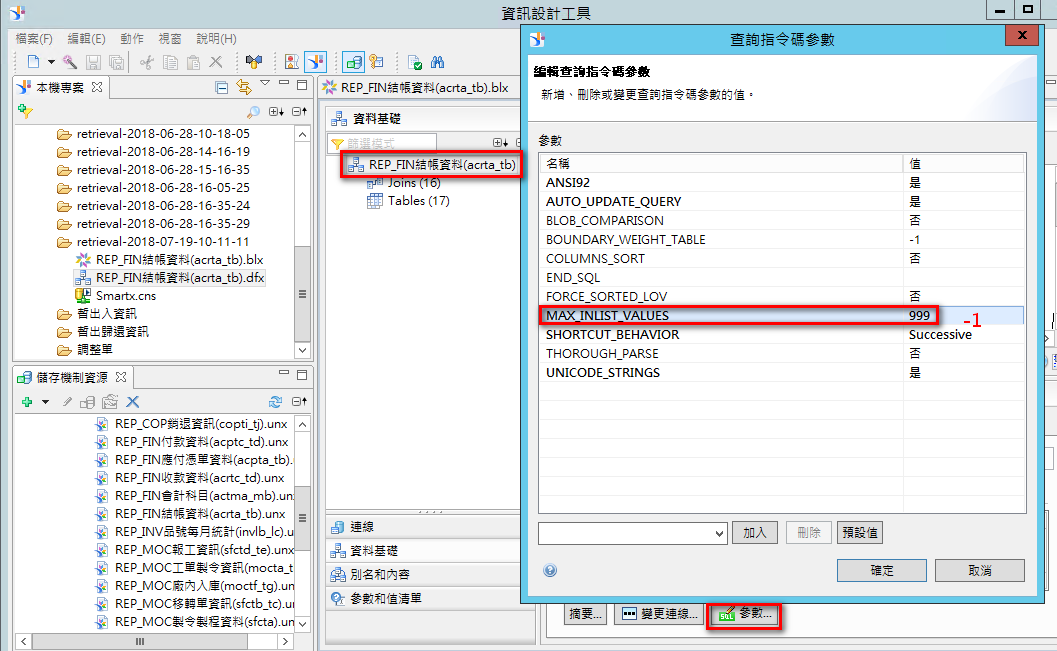 資訊設計工具
檔案(F) 編輯(E) 動作 視窗 說明(H)
本機專案
retrieval-2018-06-28-10-18-05
retrieval-2018-06-28-14-16-19
retrieval-2018-06-28-15-16-35
retrieval-2018-06-28-16-05-25
retrieval-2018-06-28-16-35-24
retrieval-2018-06-28-16-35-29
retrieval-2018-07-19-10-11-11
REP_FIN結帳資料(acrta_tb).blx
REP_FIN結帳資料(acrta_tb).dfx
Smartx.cns
暫出入資訊
暫出歸還資訊
調整單
儲存機制資源
REP_COP銷退資訊(copti_tj).unx
REP_FIN付款資料(acptc_td).unx
REP_FIN應付憑單資料(acpta_tb).
REP_FIN收款資料(acrtc_td).unx
REP_FIN會計科目(actma_mb).un
REP_FIN結帳資料(acrta_tb).unx
REP_INV品號每月統計(invlb_lc).u
REP_MOC報工資訊(sfctd_te).unx
REP_MOC工單製令資訊(mocta_t
REP_MOC廠內入庫(moctf_tg).un
REP_MOC移轉單資訊(sfctb_tc).u
REP_MOC製令製程資料(sfcta).un
REP_FIN結帳資料(acrta_tb).blx
資料基礎
篩選模式
REP_FIN結帳資料(acrta_tb)
Joins (16)
Tables (17)
連線
資料基礎
別名和內容
參數和值清單
查詢指令碼參數
X
編輯查詢指令碼參數
新增、刪除或變更查詢指令碼參數的值。
參數
名稱 值
ANSI92 是
AUTO_UPDATE_QUERY 是
BLOB_COMPARISON 否
BOUNDARY_WEIGHT_TABLE -1
COLUMNS_SORT 否
END_SQL
FORCE_SORTED_LOV 否
MAX_INLIST_VALUES 999 -1
SHORTCUT_BEHAVIOR Successive
THOROUGH_PARSE 否
UNICODE_STRINGS 是
加入 刪除 預設值
確定 取消
摘要... 變更連線... SQL 參數...